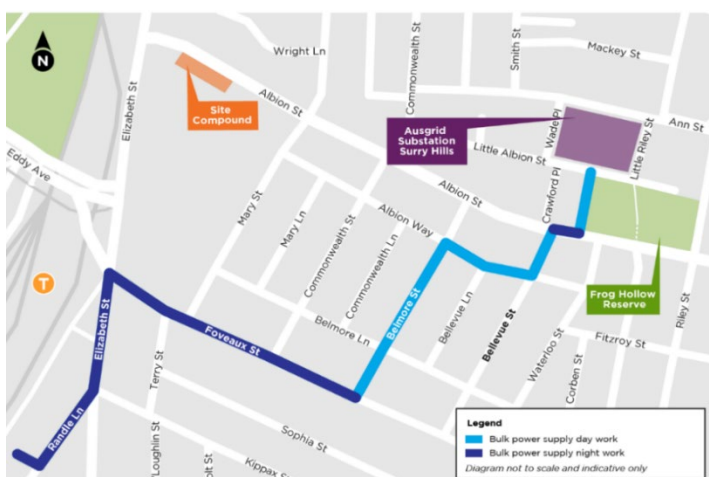 N
Elizabeth St
Wright Ln
Commonwealth St
Smith St
Mackey St
Site
Compound
Albion St
Ausgrid
Substation
Surry Hills
Wade Pl
Little Riley St
Ann St
Eddy Ave
Little Albion St
Crawford Pl
Albion St
Mary St
Mary Ln
Albion Way
Commonwealth St
Commonwealth Ln
T
Frog Hollow
Reserve
Riley St
Belmore St
Belmore Ln
Bellevue Ln
Bellevue St
Fitzroy St
Waterloo St
Corben St
Elizabeth St
Foveaux St
Terry St
Randle Ln
Sophia St
Kippax St
Legend
Bulk power supply day work
Bulk power supply night work
Diagram not to scale and indicative only